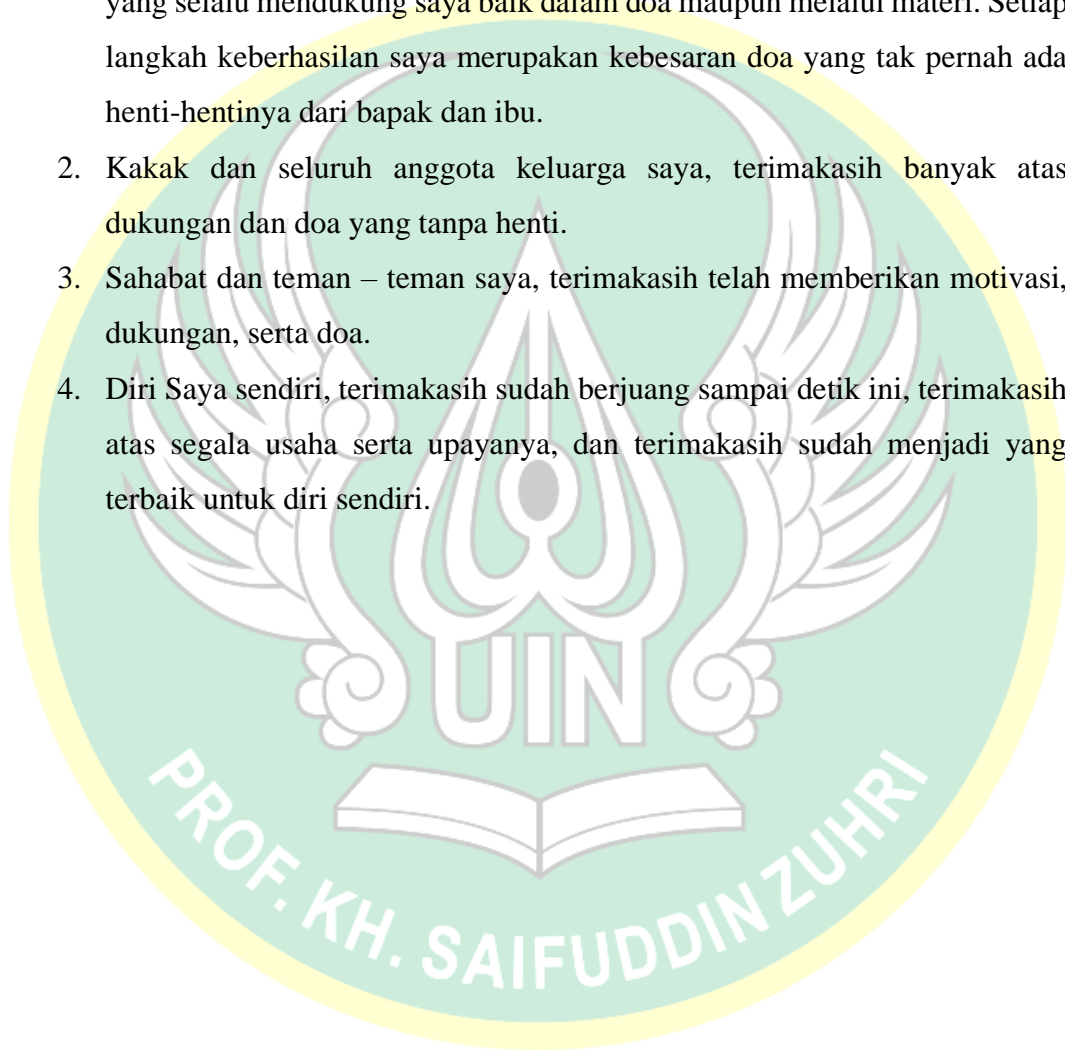 yang selalu mendukung saya baik dalam doa maupun melalui materi. Setiap
langkah keberhasilan saya merupakan kebesaran doa yang tak pernah ada
henti-hentinya dari bapak dan ibu.
2. Kakak dan seluruh anggota keluarga saya, terimakasih banyak atas
dukungan dan doa yang tanpa henti.
3. Sahabat dan teman – teman saya, terimakasih telah memberikan motivasi,
dukungan, serta doa.
4. Diri Saya sendiri, terimakasih sudah berjuang sampai detik ini, terimakasih
atas segala usaha serta upayanya, dan terimakasih sudah menjadi yang
terbaik untuk diri sendiri.
UIN
PROF. KH. SAIFUDDIN ZUHRI